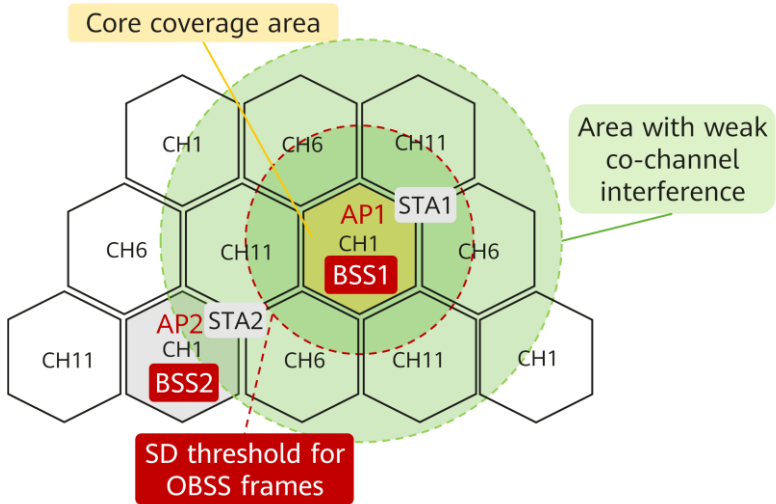 Core coverage area
CH1
CH6
CH11
Area with weak
co-channel
interference
CH6
CH11
AP1
CH1
BSS1
STA1
CH6
CH11
AP2
CH1
BSS2
STA2
CH6
CH11
CH1
SD threshold for
OBSS frames